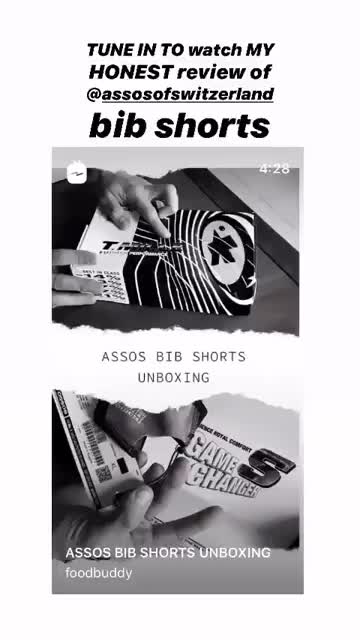 TUNE IN TO watch MY
HONEST review of
@assosofswitzerland
bib shorts
4:28
BEST IN CLASS
ASSOS BIB SHORTS
UNBOXING
GAME
CHANGER
S
ASSOS BIB SHORTS UNBOXING
foodbuddy